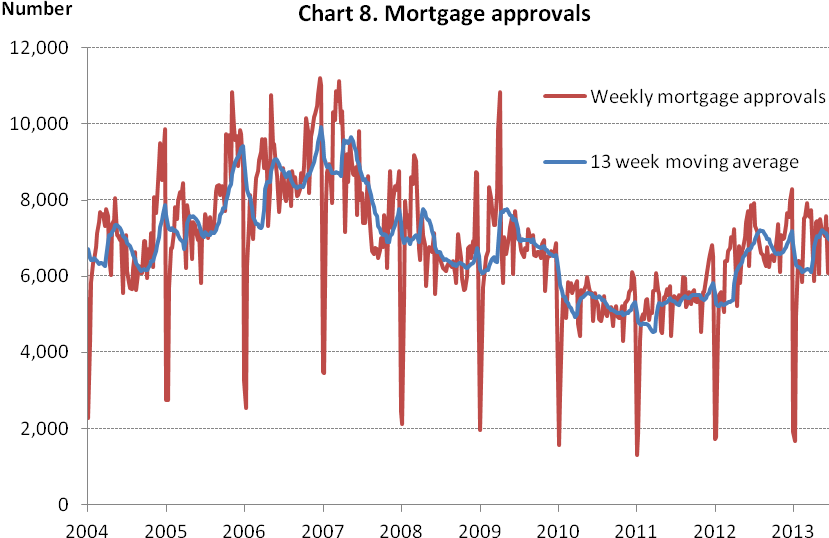 Number
Chart 8. Mortgage approvals
12,000
10,000
8,000
6,000
4,000
2,000
0
Weekly mortgage approvals
13 week moving average
2004 2005 2006 2007 2008 2009 2010 2011 2012 2013